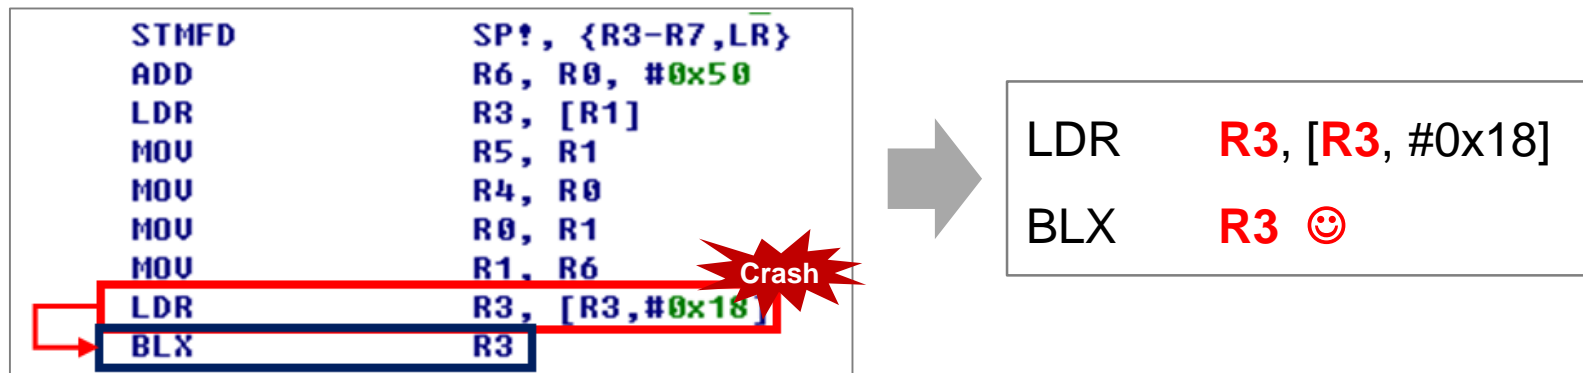 STMFD SP!, {R3-R7,LR}
ADD R6, R0, #0x50
LDR R3, [R1]
MOV R5, R1
MOV R4, R0
MOV R0, R1
MOV R1, R6
Crash
LDR R3, [R3,#0x18]
BLX R3
LDR R3, [R3, #0x18]
BLX R3 ☺